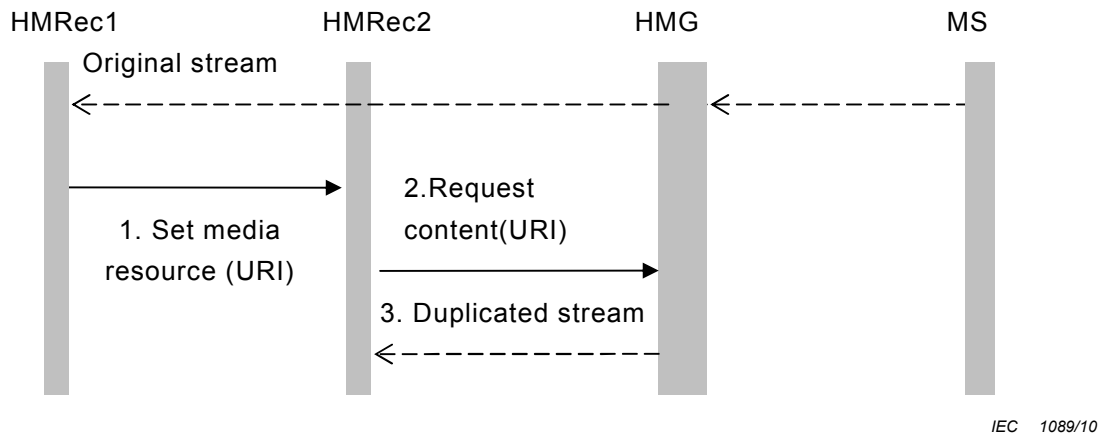 HMRec1 HMRec2 HMG MS
Original stream
1. Set media
resource (URI)
2.Request
content(URI)
3. Duplicated stream
IEC 1089/10